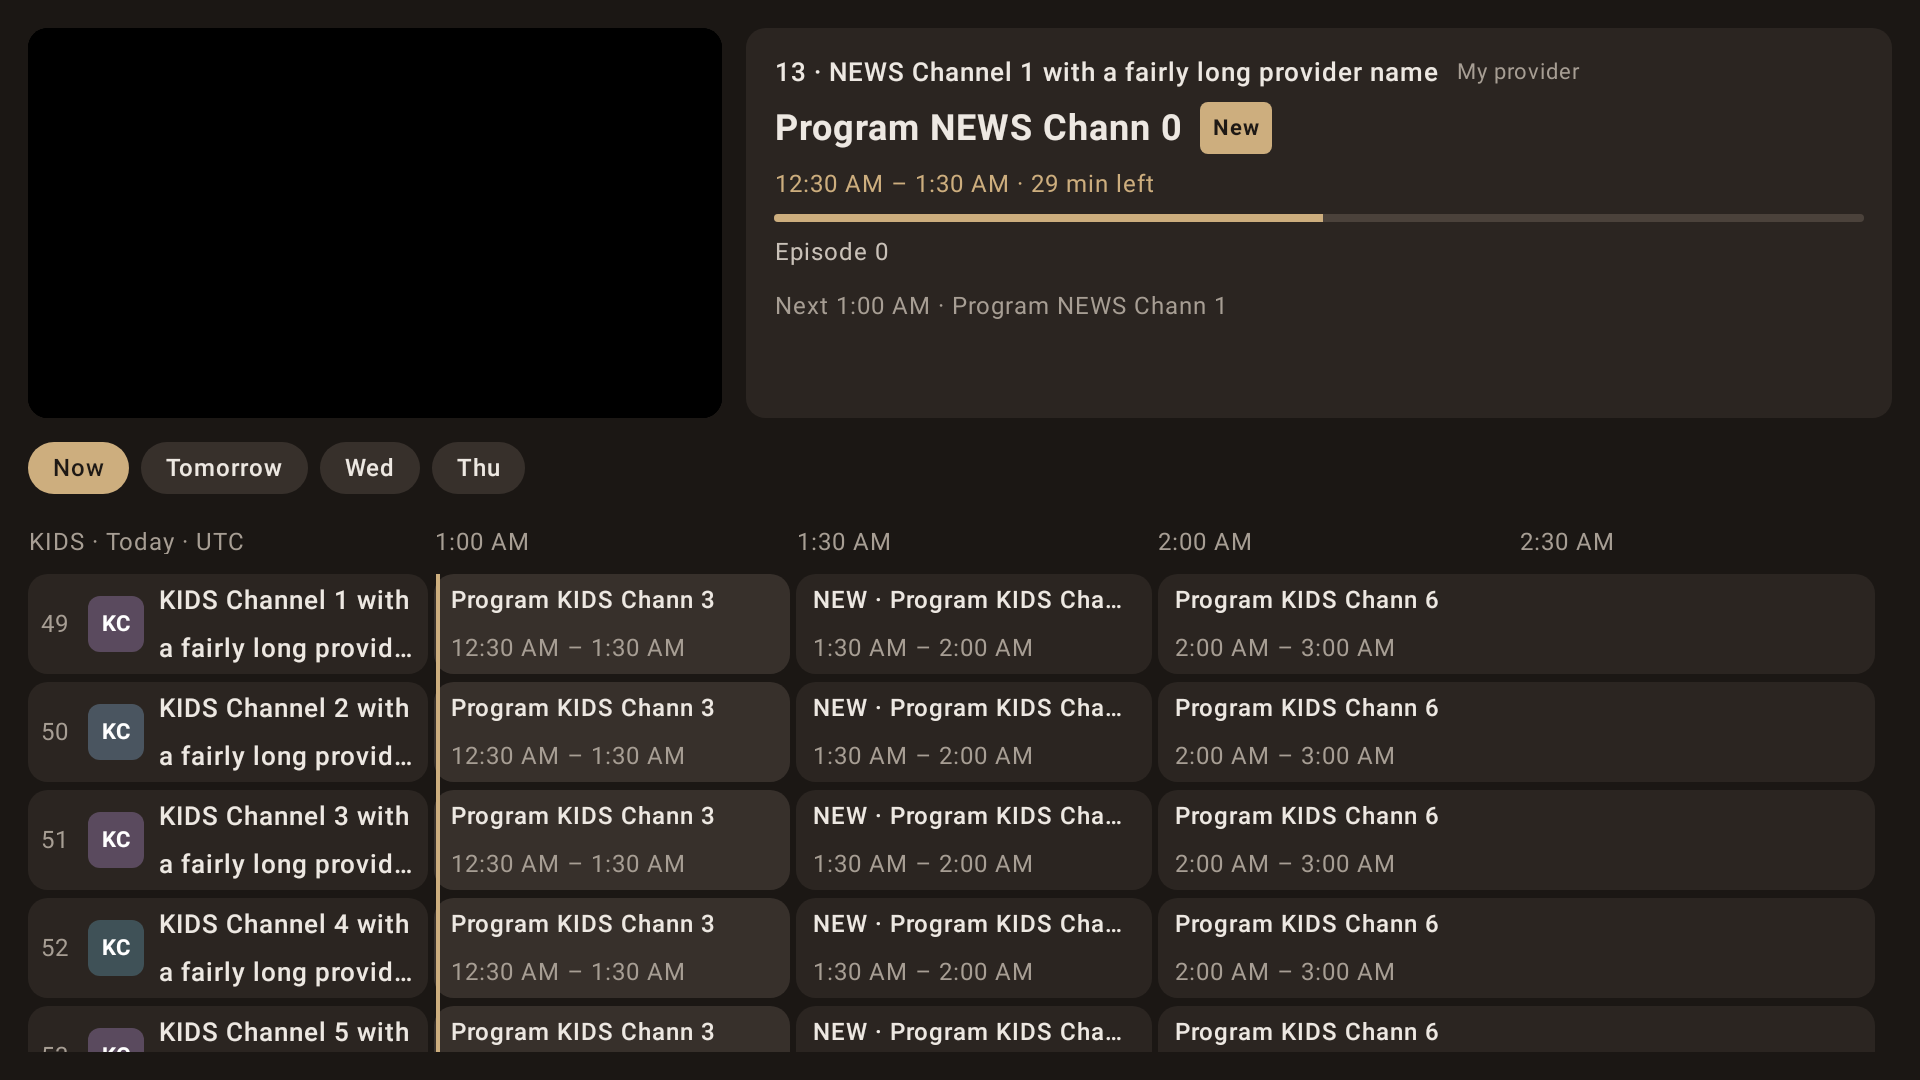 13 · NEWS Channel 1 with a fairly long provider name My provider
Program NEWS Chann 0 New
12:30 AM – 1:30 AM · 29 min left
Episode 0
Next 1:00 AM · Program NEWS Chann 1
Now Tomorrow Wed Thu
KIDS · Today · UTC 1:00 AM 1:30 AM 2:00 AM 2:30 AM
49 KC KIDS Channel 1 with a fairly long provid…
Program KIDS Chann 3
12:30 AM – 1:30 AM
NEW · Program KIDS Cha…
1:30 AM – 2:00 AM
Program KIDS Chann 6
2:00 AM – 3:00 AM
50 KC KIDS Channel 2 with a fairly long provid…
Program KIDS Chann 3
12:30 AM – 1:30 AM
NEW · Program KIDS Cha…
1:30 AM – 2:00 AM
Program KIDS Chann 6
2:00 AM – 3:00 AM
51 KC KIDS Channel 3 with a fairly long provid…
Program KIDS Chann 3
12:30 AM – 1:30 AM
NEW · Program KIDS Cha…
1:30 AM – 2:00 AM
Program KIDS Chann 6
2:00 AM – 3:00 AM
52 KC KIDS Channel 4 with a fairly long provid…
Program KIDS Chann 3
12:30 AM – 1:30 AM
NEW · Program KIDS Cha…
1:30 AM – 2:00 AM
Program KIDS Chann 6
2:00 AM – 3:00 AM
KIDS Channel 5 with
Program KIDS Chann 3
NEW · Program KIDS Cha…
Program KIDS Chann 6